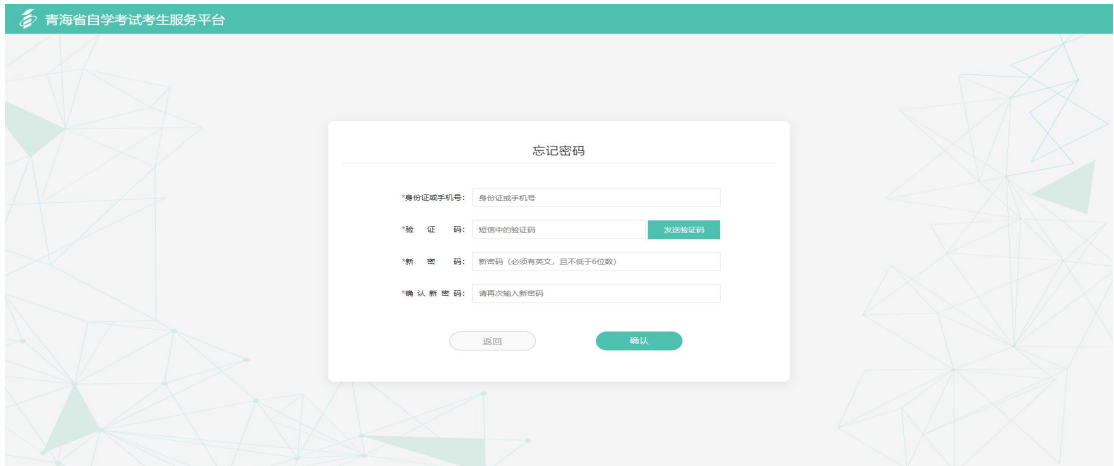 青海省自学考试考生服务平台
忘记密码
*身份证或手机号: 身份证或手机号
*验 证 码: 短信中的验证码 发送验证码
*新 密 码: 新密码（必须有英文，且不低于6位数）
*确 认 新 密 码: 请再次输入新密码
返回 确认